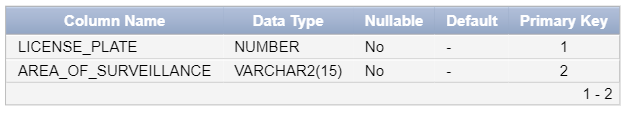 Column Name Data Type Nullable Default Primary Key
LICENSE_PLATE NUMBER No - 1
AREA_OF_SURVEILLANCE VARCHAR2(15) No - 2
1 - 2